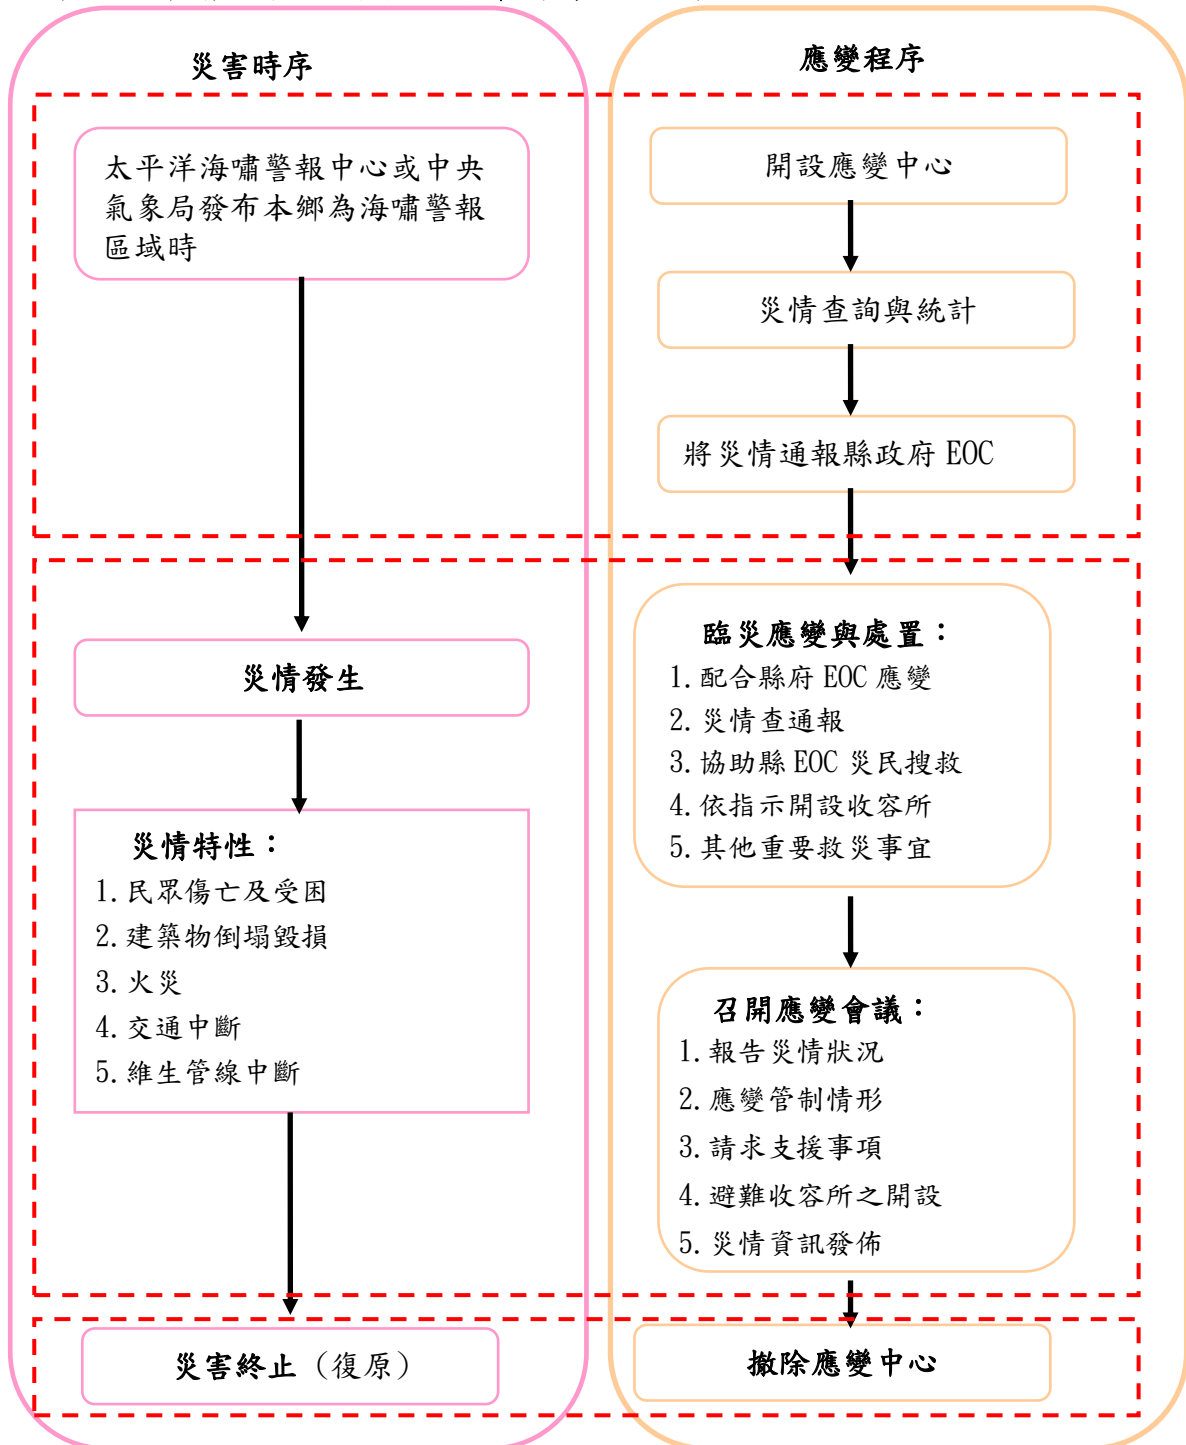 災害時序
太平洋海嘯警報中心或中央
氣象局發布本鄉為海嘯警報
區域時
災情發生
災情特性：
1.民眾傷亡及受困
2.建築物倒塌毀損
3.火災
4.交通中斷
5.維生管線中斷
災害終止（復原）
應變程序
開設應變中心
災情查詢與統計
將災情通報縣政府 EOC
臨災應變與處置：
1.配合縣府 EOC 應變
2.災情查通報
3.協助縣 EOC 災民搜救
4.依指示開設收容所
5.其他重要救災事宜
召開應變會議：
1.報告災情狀況
2.應變管制情形
3.請求支援事項
4.避難收容所之開設
5.災情資訊發佈
撤除應變中心